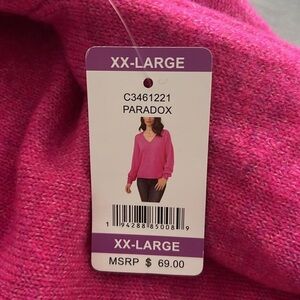 XX-LARGE
C3461221
PARADOX
1 94288 85008 9
XX-LARGE
MSRP $ 69.00